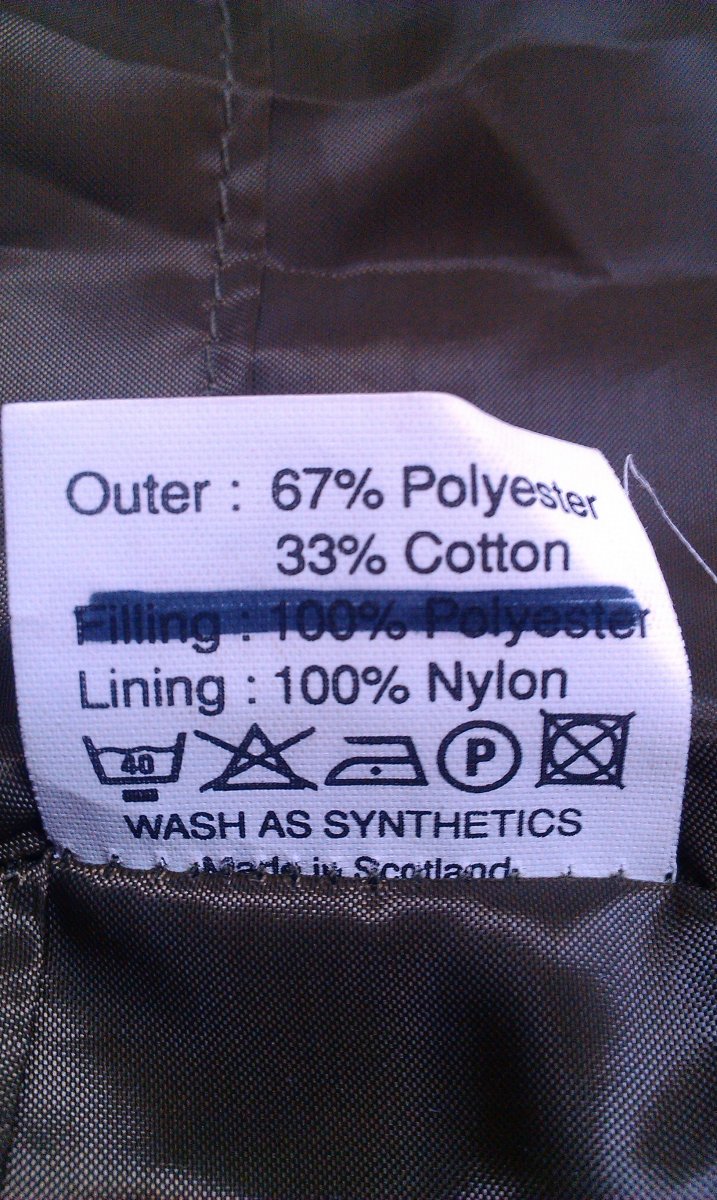 Outer : 67% Polyester
33% Cotton
Filling : 100% Polyester
Lining : 100% Nylon
40 P
WASH AS SYNTHETICS
Made in Scotland